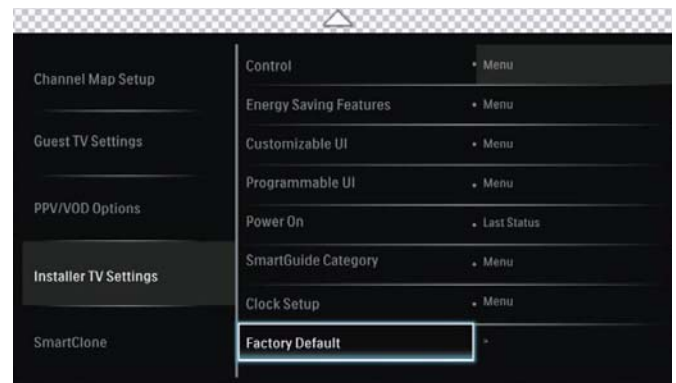 Channel Map Setup
Guest TV Settings
PPV/VOD Options
Installer TV Settings
SmartClone
Control • Menu
Energy Saving Features • Menu
Customizable UI • Menu
Programmable UI • Menu
Power On • Last Status
SmartGuide Category • Menu
Clock Setup • Menu
Factory Default